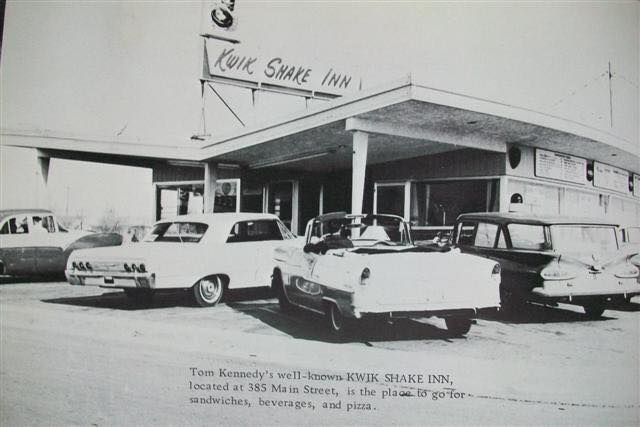 KWIK SHAKE INN
Tom Kennedy's well-known KWIK SHAKE INN,
located at 385 Main Street, is the place to go for
sandwiches, beverages, and pizza.